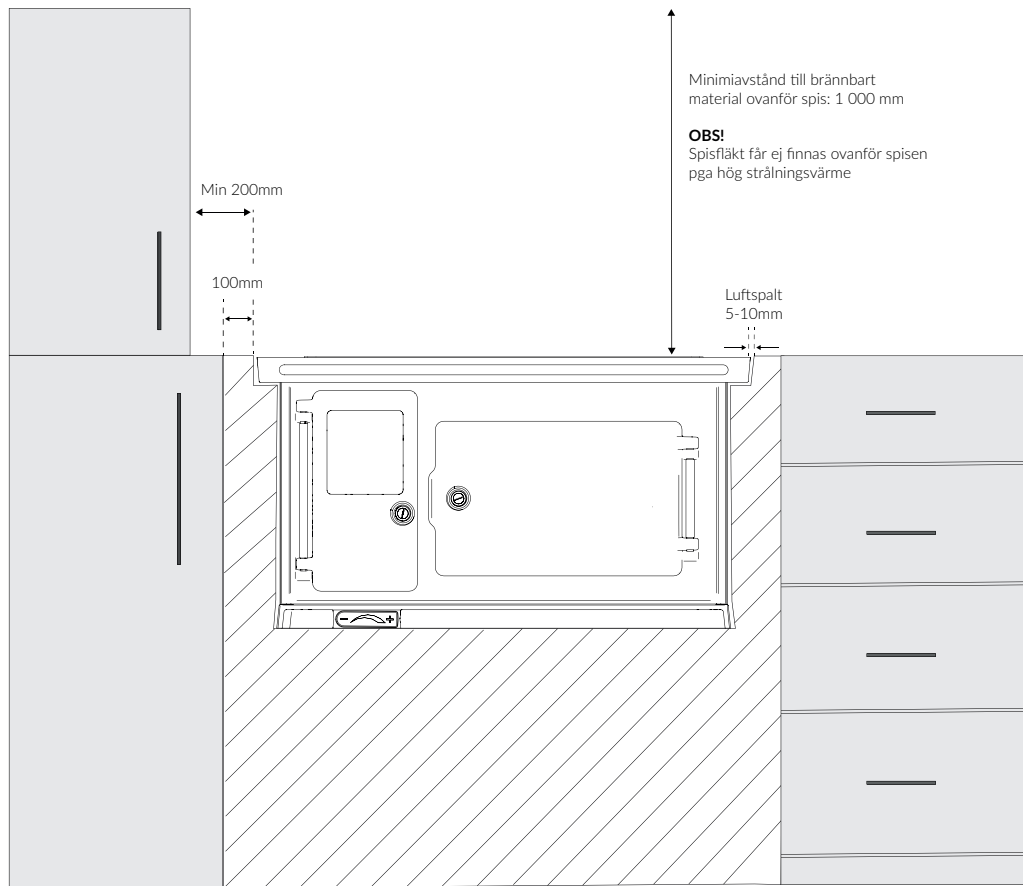 Minimiavstånd till brännbart
material ovanför spis: 1 000 mm
OBS!
Spisfläkt får ej finnas ovanför spisen
pga hög strålningsvärme
Min 200mm
100mm
Luftspalt
5-10mm